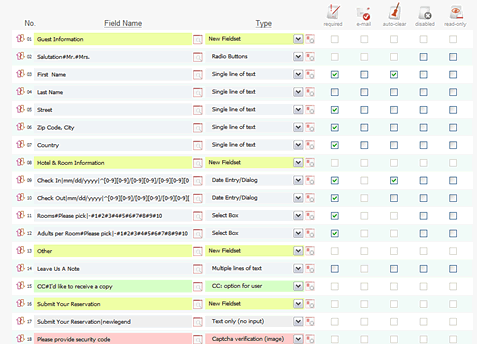 No. Field Name Type required e-mail auto-clear disabled read-only
01 Guest Information New Fieldset
02 Salutation#Mr.#Mrs. Radio Buttons
03 First Name Single line of text
04 Last Name Single line of text
05 Street Single line of text
06 Zip Code, City Single line of text
07 Country Single line of text
08 Hotel & Room Information New Fieldset
09 Check In|mm/dd/yyyy|^[0-9][0-9]/[0-9][0-9]/[0-9][0-9][0 Date Entry/Dialog
10 Check Out|mm/dd/yyyy|^[0-9][0-9]/[0-9][0-9]/[0-9][0-9][0 Date Entry/Dialog
11 Rooms#Please pick|-#1#2#3#4#5#6#7#8#9#10 Select Box
12 Adults per Room#Please pick|-#1#2#3#4#5#6#7#8#9#10 Select Box
13 Other New Fieldset
14 Leave Us A Note Multiple lines of text
15 CC#I'd like to receive a copy CC: option for user
16 Submit Your Reservation New Fieldset
17 Submit Your Reservation|newlegend Text only (no input)
18 Please provide security code Captcha verification (image)